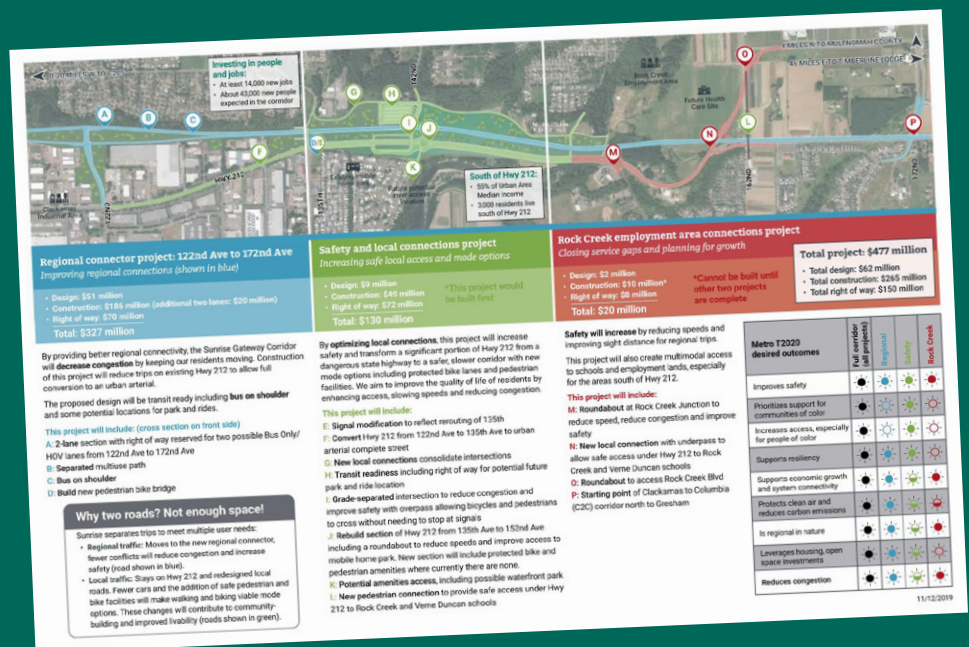 Investing in people
and jobs:
• At least 14,000 new jobs
• About 43,000 new people
expected in the corridor
142ND
4 MILES N TO MULTNOMAH COUNTY
45 MILES E TO TIMBERLINE LODGE
Rock Creek
Employment Area
Future Health
Care Site
A
B
C
G
H
I
J
K
F
D/E
O
N
L
M
P
HWY 212
Clackamas
Industrial Area
122ND
135TH
162ND
172ND
South of Hwy 212:
• 55% of Urban Area
Median income
• 3,000 residents live
south of Hwy 212
Regional connector project: 122nd Ave to 172nd Ave
Improving regional connections (shown in blue)
• Design: $51 million
• Construction: $186 million (additional two lanes: $20 million)
• Right of way: $70 million
Total: $327 million
Safety and local connections project
Increasing safe local access and mode options
• Design: $9 million
• Construction: $49 million
• Right of way: $72 million
Total: $130 million
*This project would
be built first
Rock Creek employment area connections project
Closing service gaps and planning for growth
• Design: $2 million
• Construction: $10 million*
• Right of way: $8 million
Total: $20 million
*Cannot be built until
other two projects
are complete
Total project: $477 million
• Total design: $62 million
• Total construction: $265 million
• Total right of way: $150 million
By providing better regional connectivity, the Sunrise Gateway Corridor
will decrease congestion by keeping our residents moving. Construction
of this project will reduce trips on existing Hwy 212 to allow full
conversion to an urban arterial.
The proposed design will be transit ready including bus on shoulder
and some potential locations for park and rides.
This project will include: (cross section on front side)
A: 2-lane section with right of way reserved for two possible Bus Only/
HOV lanes from 122nd Ave to 172nd Ave
B: Separated multiuse path
C: Bus on shoulder
D: Build new pedestrian bike bridge
Why two roads? Not enough space!
Sunrise separates trips to meet multiple user needs:
• Regional traffic: Moves to the new regional connector,
fewer conflicts will reduce congestion and increase
safety (road shown in blue).
• Local traffic: Stays on Hwy 212 and redesigned local
roads. Fewer cars and the addition of safe pedestrian and
bike facilities will make walking and biking viable mode
options. These changes will contribute to community-
building and improved livability (roads shown in green).
By optimizing local connections, this project will increase
safety and transform a significant portion of Hwy 212 from a
dangerous state highway to a safer, slower corridor with new
mode options including protected bike lanes and pedestrian
facilities. We aim to improve the quality of life of residents by
enhancing access, slowing speeds and reducing congestion.
This project will include:
E: Signal modification to reflect rerouting of 135th
F: Convert Hwy 212 from 122nd Ave to 135th Ave to urban
arterial complete street
G: New local connections consolidate intersections
H: Transit readiness including right of way for potential future
park and ride location
I: Grade-separated intersection to reduce congestion and
improve safety with overpass allowing bicycles and pedestrians
to cross without needing to stop at signals
J: Rebuild section of Hwy 212 from 135th Ave to 152nd Ave
including a roundabout to reduce speeds and improve access to
mobile home park. New section will include protected bike and
pedestrian amenities where currently there are none.
K: Potential amenities access, including possible waterfront park
L: New pedestrian connection to provide safe access under Hwy
212 to Rock Creek and Verne Duncan schools
Safety will increase by reducing speeds and
improving sight distance for regional trips.
This project will also create multimodal access
to schools and employment lands, especially
for the areas south of Hwy 212.
This project will include:
M: Roundabout at Rock Creek Junction to
reduce speed, reduce congestion and improve
safety
N: New local connection with underpass to
allow safe access under Hwy 212 to Rock
Creek and Verne Duncan schools
O: Roundabout to access Rock Creek Blvd
P: Starting point of Clackamas to Columbia
(C2C) corridor north to Gresham
Metro T2020
desired outcomes
Full corridor
(all projects)
Regional
Safety
Rock Creek
Improves safety
Prioritizes support for
communities of color
Increases access, especially
for people of color
Supports resiliency
Supports economic growth
and system connectivity
Protects clean air and
reduces carbon emissions
Is regional in nature
Leverages housing, open
space investments
Reduces congestion
11/12/2019